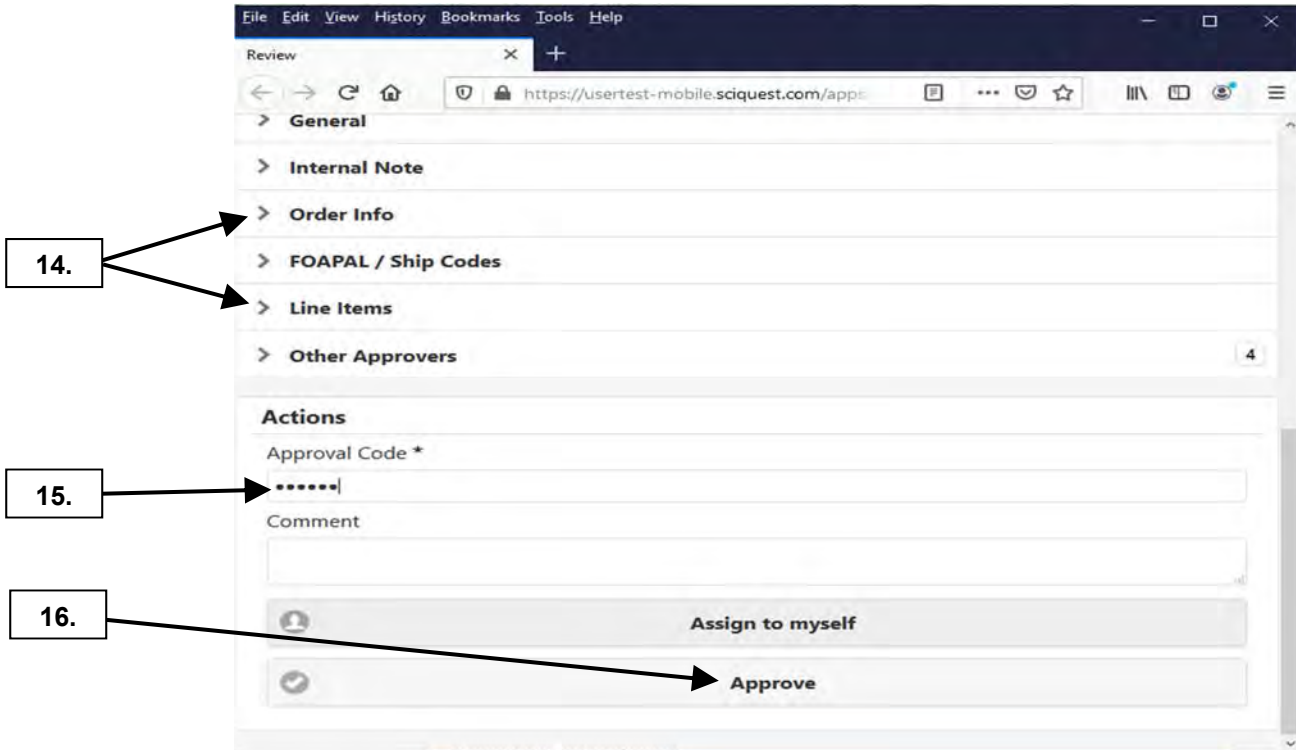 File Edit View History Bookmarks Tools Help
Review
https://usertest-mobile.sciquest.com/apps
General
Internal Note
Order Info
14.
FOAPAL / Ship Codes
Line Items
Other Approvers 4
Actions
Approval Code *
15.
••••••
Comment
16.
Assign to myself
Approve